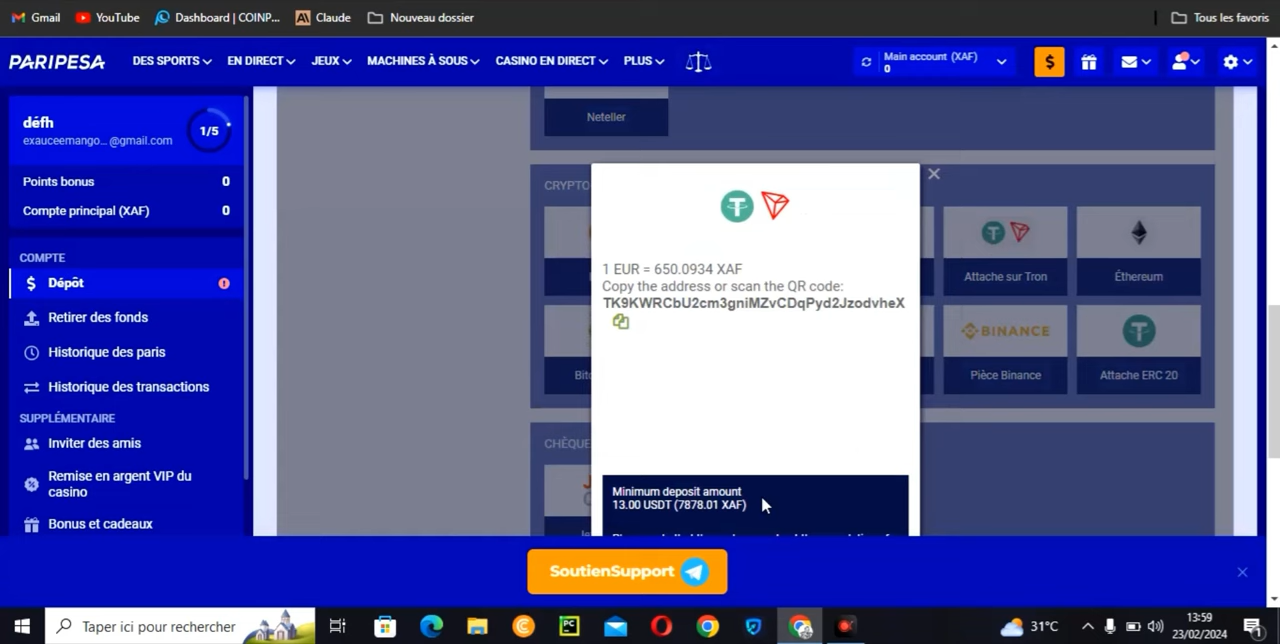 Gmail
YouTube
Dashboard | COINP...
Claude
Nouveau dossier
Tous les favoris
PARIPESA
DES SPORTS
EN DIRECT
JEUX
MACHINES À SOUS
CASINO EN DIRECT
PLUS
Main account (XAF)
0
$
défh
exauceemango... @gmail.com
1/5
Points bonus 0
Compte principal (XAF) 0
COMPTE
Dépôt
Retirer des fonds
Historique des paris
Historique des transactions
SUPPLÉMENTAIRE
Inviter des amis
Remise en argent VIP du
casino
Bonus et cadeaux
Neteller
CRYPTO
1 EUR = 650.0934 XAF
Copy the address or scan the QR code:
TK9KWRCbU2cm3gniMZvCDqPyd2JzodvheX
Minimum deposit amount
13.00 USDT (7878.01 XAF)
Attache sur Tron
Éthereum
BINANCE
Bit
Pièce Binance
Attache ERC 20
CHÈQUE
SoutienSupport
Taper ici pour rechercher
PC
31°C
13:59
23/02/2024
1